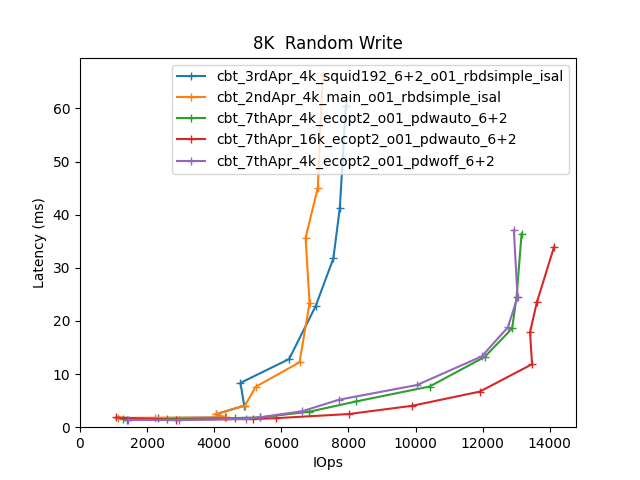 8K  Random Write
cbt_3rdApr_4k_squid192_6+2_o01_rbdsimple_isal
cbt_2ndApr_4k_main_o01_rbdsimple_isal
cbt_7thApr_4k_ecopt2_o01_pdwauto_6+2
cbt_7thApr_16k_ecopt2_o01_pdwauto_6+2
cbt_7thApr_4k_ecopt2_o01_pdwoff_6+2
Latency (ms)
60
50
40
30
20
10
0
0 2000 4000 6000 8000 10000 12000 14000
IOps